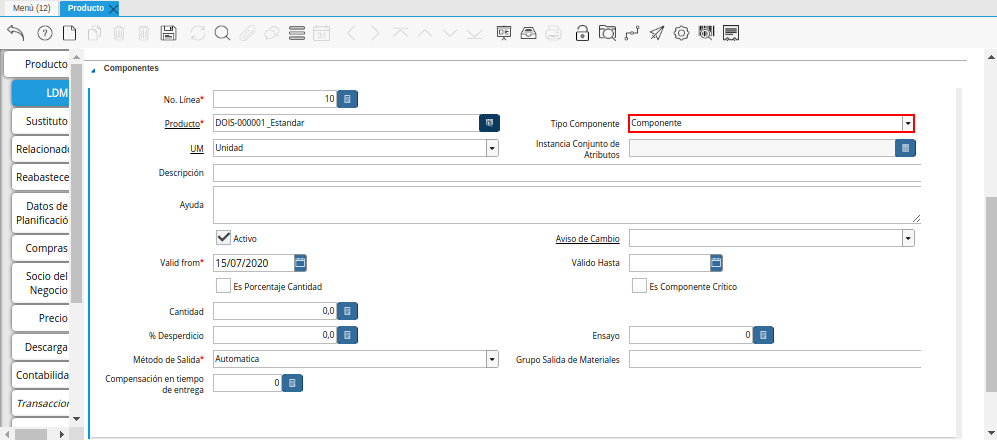 Menú (12) Producto
Producto
LDM
Sustituto
Relacionado
Reabastece
Datos de
Planificació
Compras
Socio del
Negocio
Precio
Descarga
Contabilida
Transaccion
Componentes
No. Línea* 10
Producto* DOIS-000001_Estandar Tipo Componente Componente
UM Unidad Instancia Conjunto de
Atributos
Descripción
Ayuda
Activo Aviso de Cambio
Valid from* 15/07/2020 Válido Hasta
Es Porcentaje Cantidad Es Componente Crítico
Cantidad 0,0
% Desperdicio 0,0 Ensayo 0
Método de Salida* Automatica Grupo Salida de Materiales
Compensación en tiempo
de entrega 0